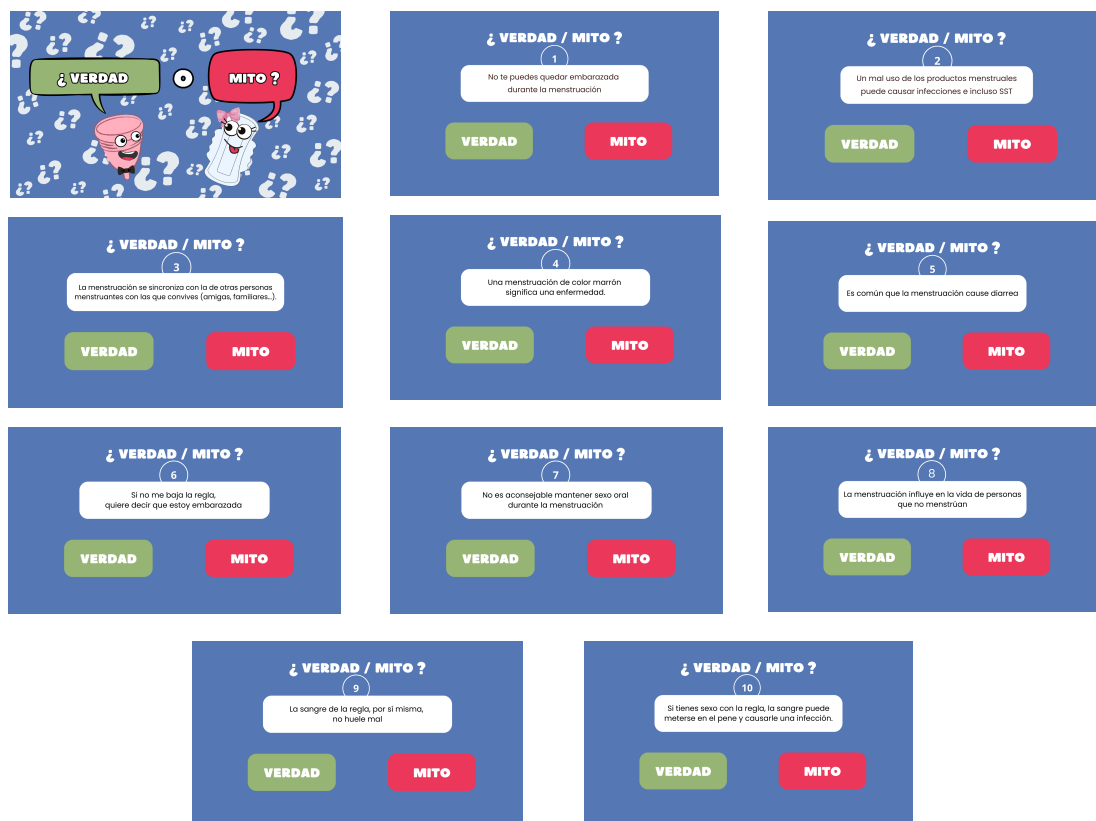 ¿ VERDAD
O
MITO ?
¿ VERDAD / MITO ?
1
No te puedes quedar embarazada
durante la menstruación
VERDAD
MITO
¿ VERDAD / MITO ?
2
Un mal uso de los productos menstruales
puede causar infecciones e incluso SST
VERDAD
MITO
¿ VERDAD / MITO ?
3
La menstruación se sincroniza con la de otras personas
menstruantes con las que convives (amigas, familiares...).
VERDAD
MITO
¿ VERDAD / MITO ?
4
Una menstruación de color marrón
significa una enfermedad.
VERDAD
MITO
¿ VERDAD / MITO ?
5
Es común que la menstruación cause diarrea
VERDAD
MITO
¿ VERDAD / MITO ?
6
Si no me baja la regla,
quiere decir que estoy embarazada
VERDAD
MITO
¿ VERDAD / MITO ?
7
No es aconsejable mantener sexo oral
durante la menstruación
VERDAD
MITO
¿ VERDAD / MITO ?
8
La menstruación influye en la vida de personas
que no menstrúan
VERDAD
MITO
¿ VERDAD / MITO ?
9
La sangre de la regla, por sí misma,
no huele mal
VERDAD
MITO
¿ VERDAD / MITO ?
10
Si tienes sexo con la regla, la sangre puede
meterse en el pene y causarle una infección.
VERDAD
MITO